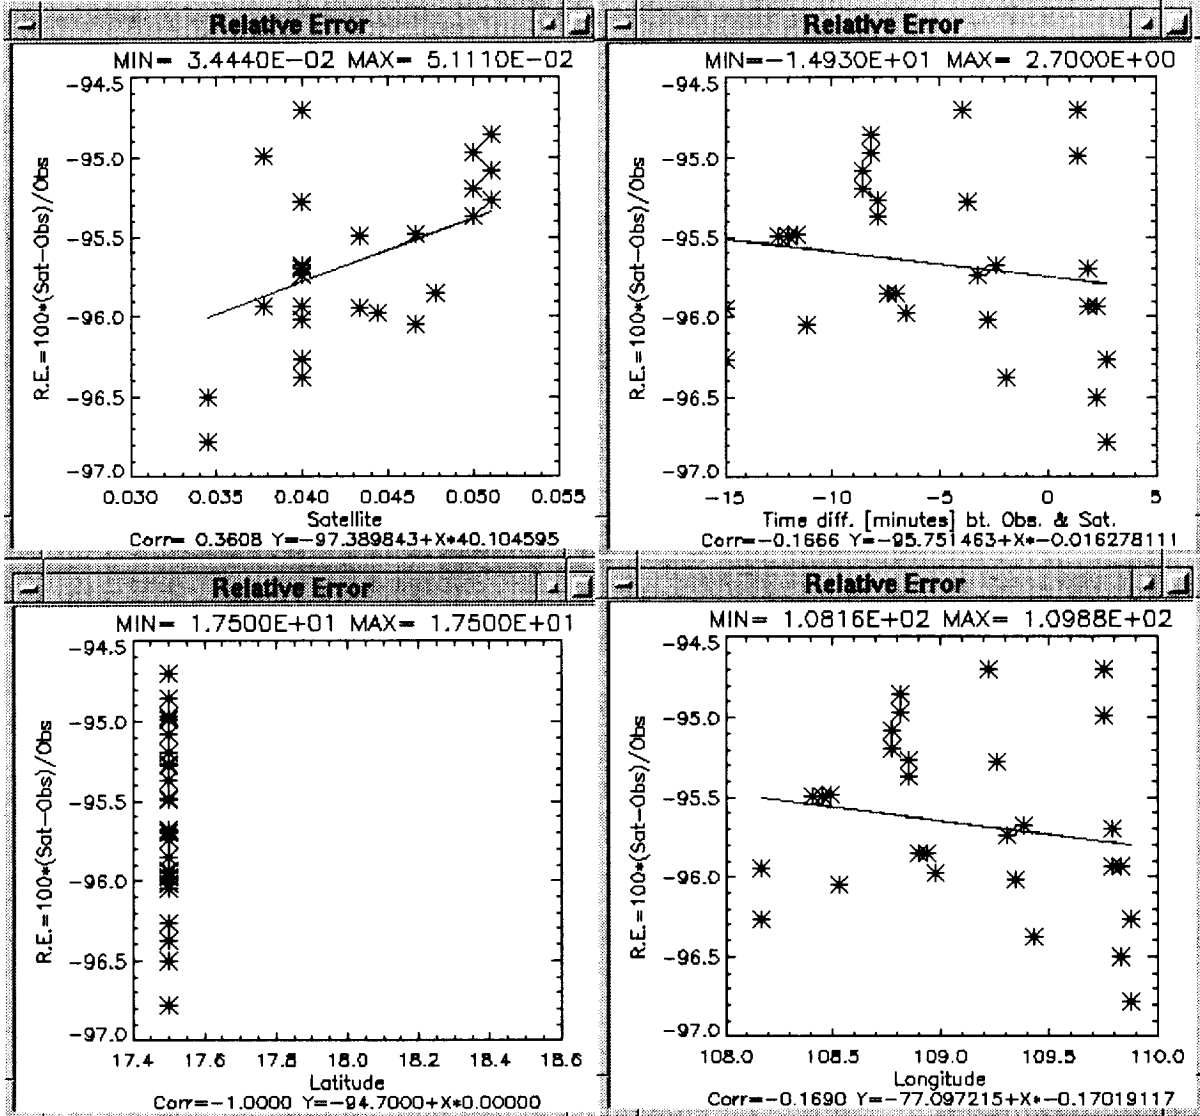 Relative Error
MIN= 3.4440E-02 MAX= 5.1110E-02
-94.5
-95.0
-95.5
-96.0
-96.5
-97.0
R.E.=100*(Sat-Obs)/Obs
0.030 0.035 0.040 0.045 0.050 0.055
Satellite
Corr= 0.3608 Y=-97.389843+X*40.104595
Relative Error
MIN=-1.4930E+01 MAX= 2.7000E+00
-94.5
-95.0
-95.5
-96.0
-96.5
-97.0
R.E.=100*(Sat-Obs)/Obs
-15 -10 -5 0 5
Time diff. [minutes] bt. Obs. & Sat.
Corr=-0.1666 Y=-95.751463+X*-0.016278111
Relative Error
MIN= 1.7500E+01 MAX= 1.7500E+01
-94.5
-95.0
-95.5
-96.0
-96.5
-97.0
R.E.=100*(Sat-Obs)/Obs
17.4 17.6 17.8 18.0 18.2 18.4 18.6
Latitude
Corr=-1.0000 Y=-94.7000+X*0.00000
Relative Error
MIN= 1.0816E+02 MAX= 1.0988E+02
-94.5
-95.0
-95.5
-96.0
-96.5
-97.0
R.E.=100*(Sat-Obs)/Obs
108.0 108.5 109.0 109.5 110.0
Longitude
Corr=-0.1690 Y=-77.097215+X*-0.17019117